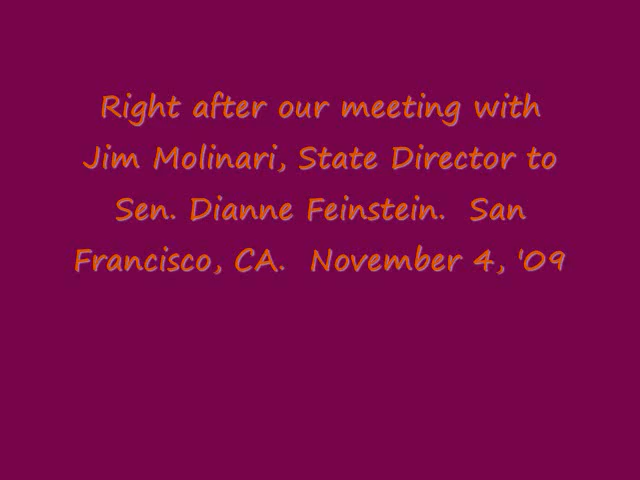 Right after our meeting with
Jim Molinari, State Director to
Sen. Dianne Feinstein.  San
Francisco, CA.  November 4, '09